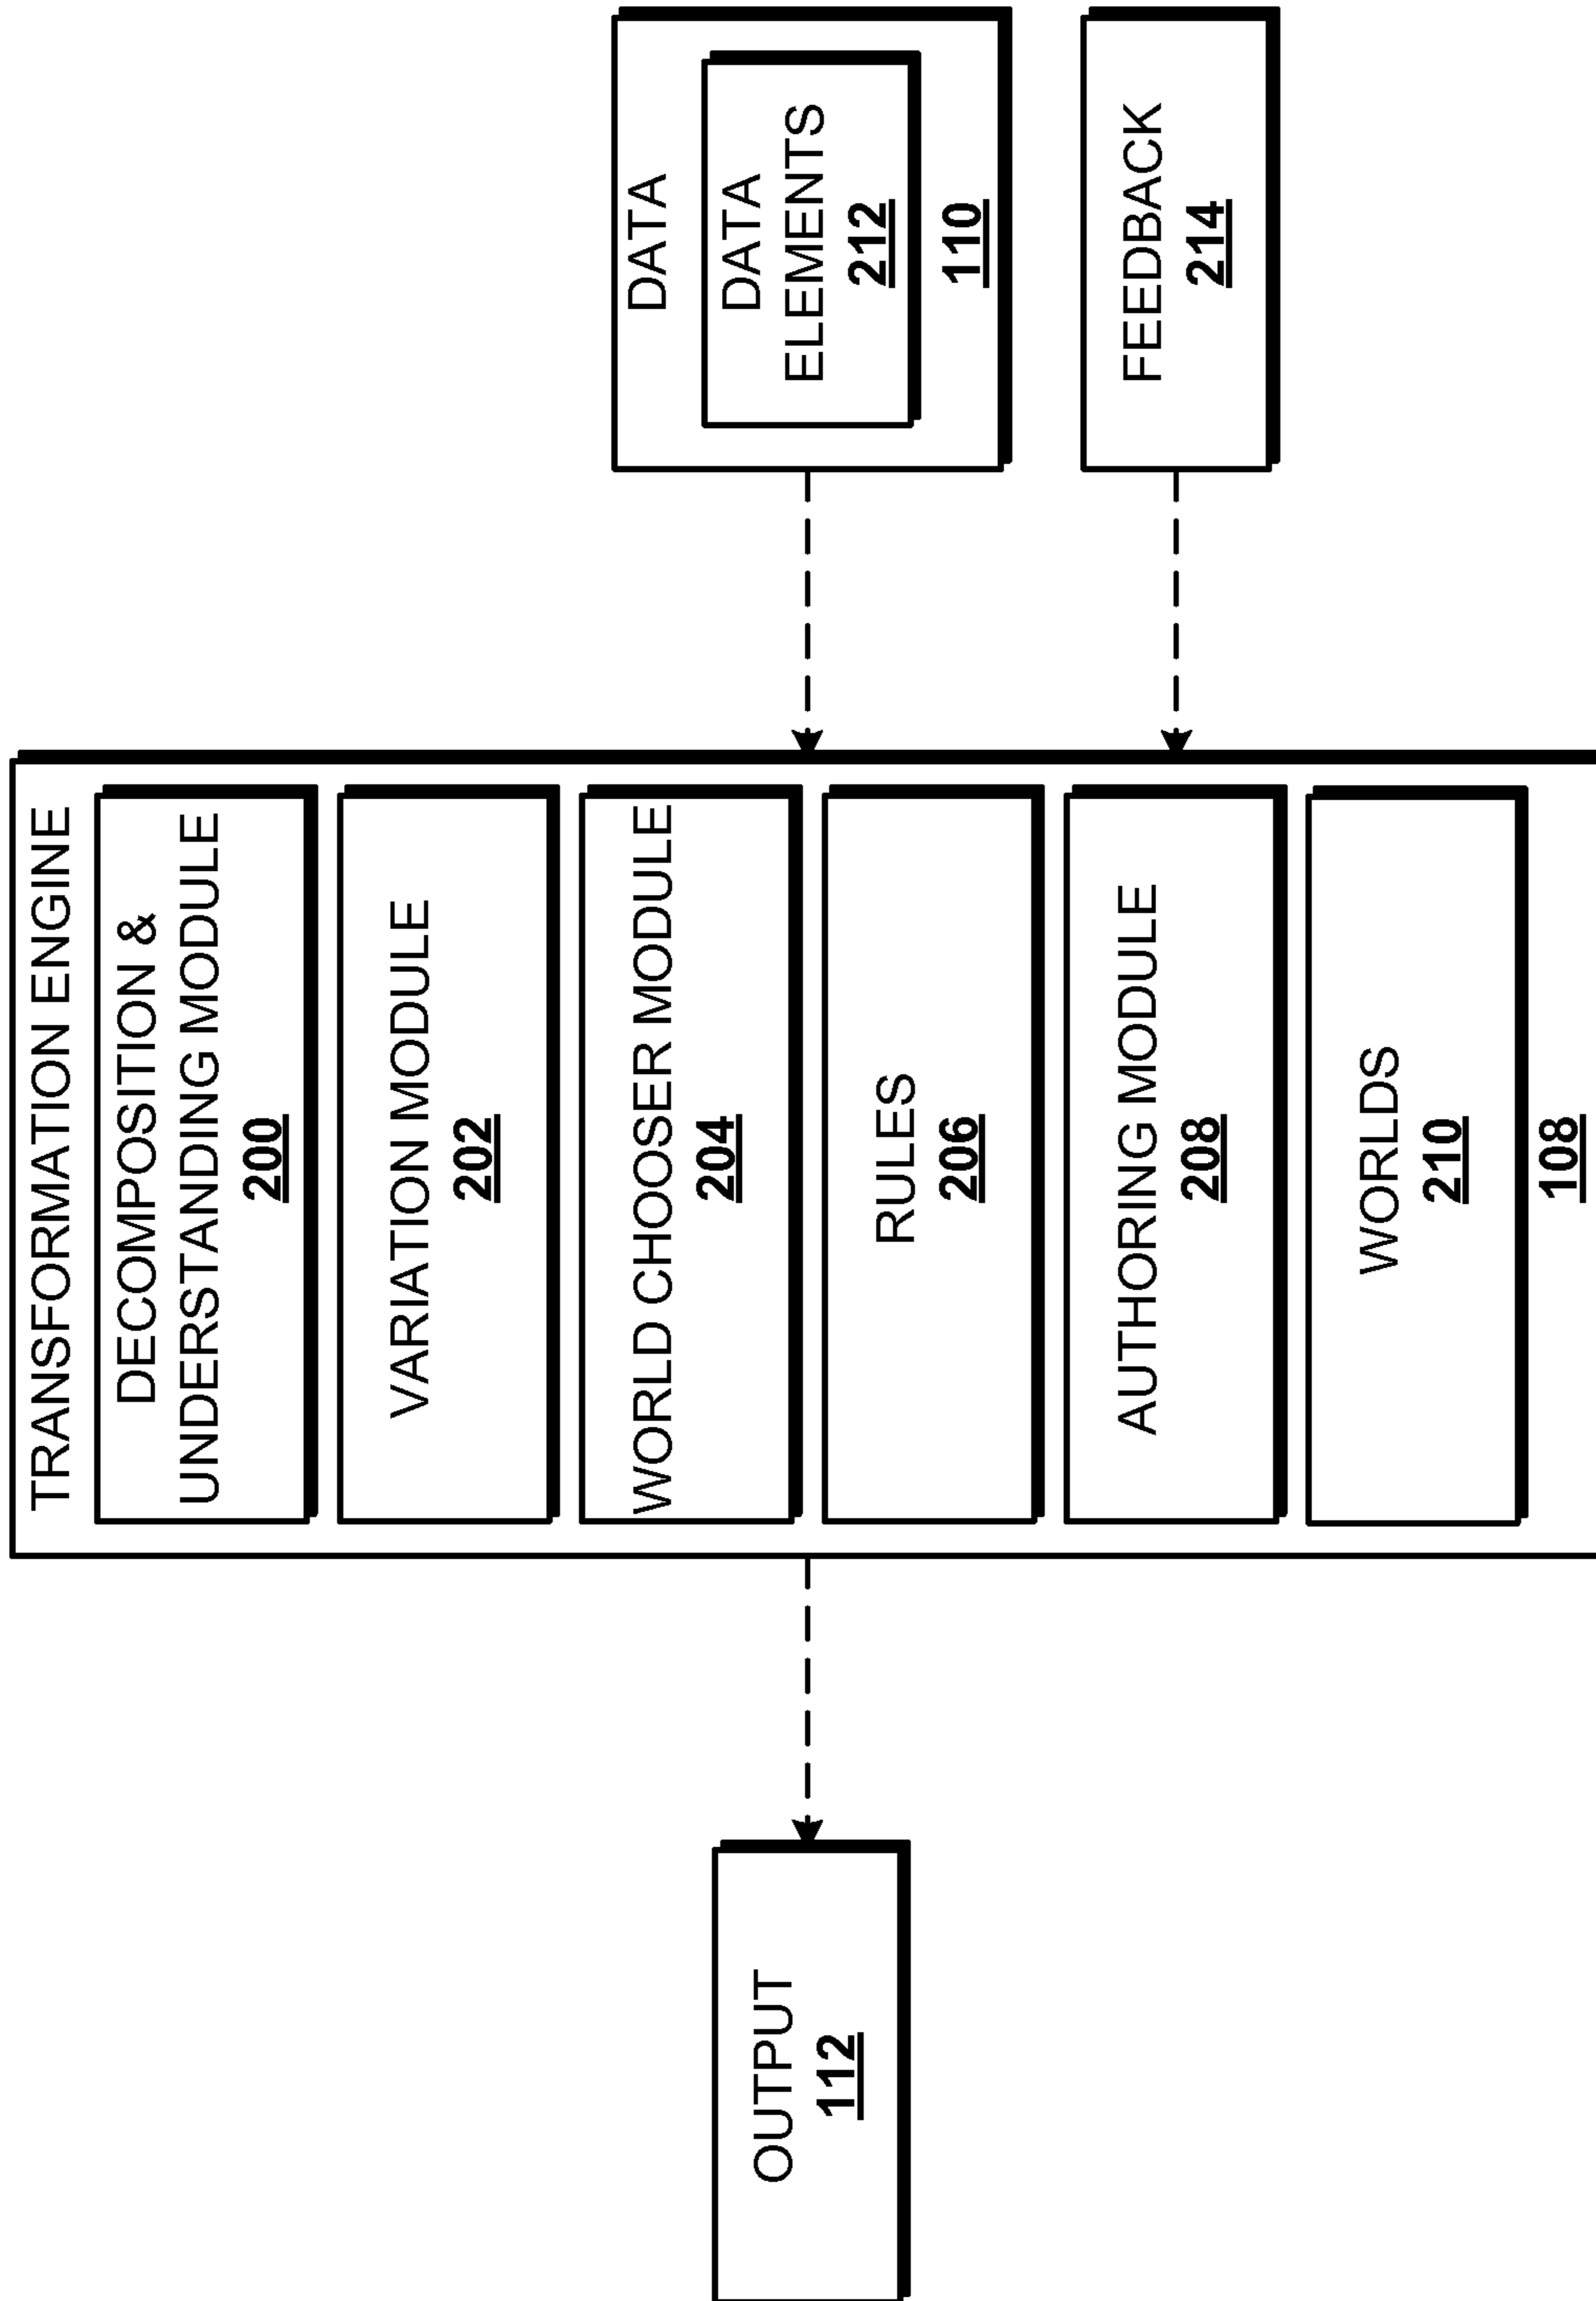 OUTPUT
112
TRANSFORMATION ENGINE
DECOMPOSITION &
UNDERSTANDING MODULE
200
VARIATION MODULE
202
WORLD CHOOSER MODULE
204
RULES
206
AUTHORING MODULE
208
WORLDS
210
108
DATA
DATA
ELEMENTS
212
110
FEEDBACK
214